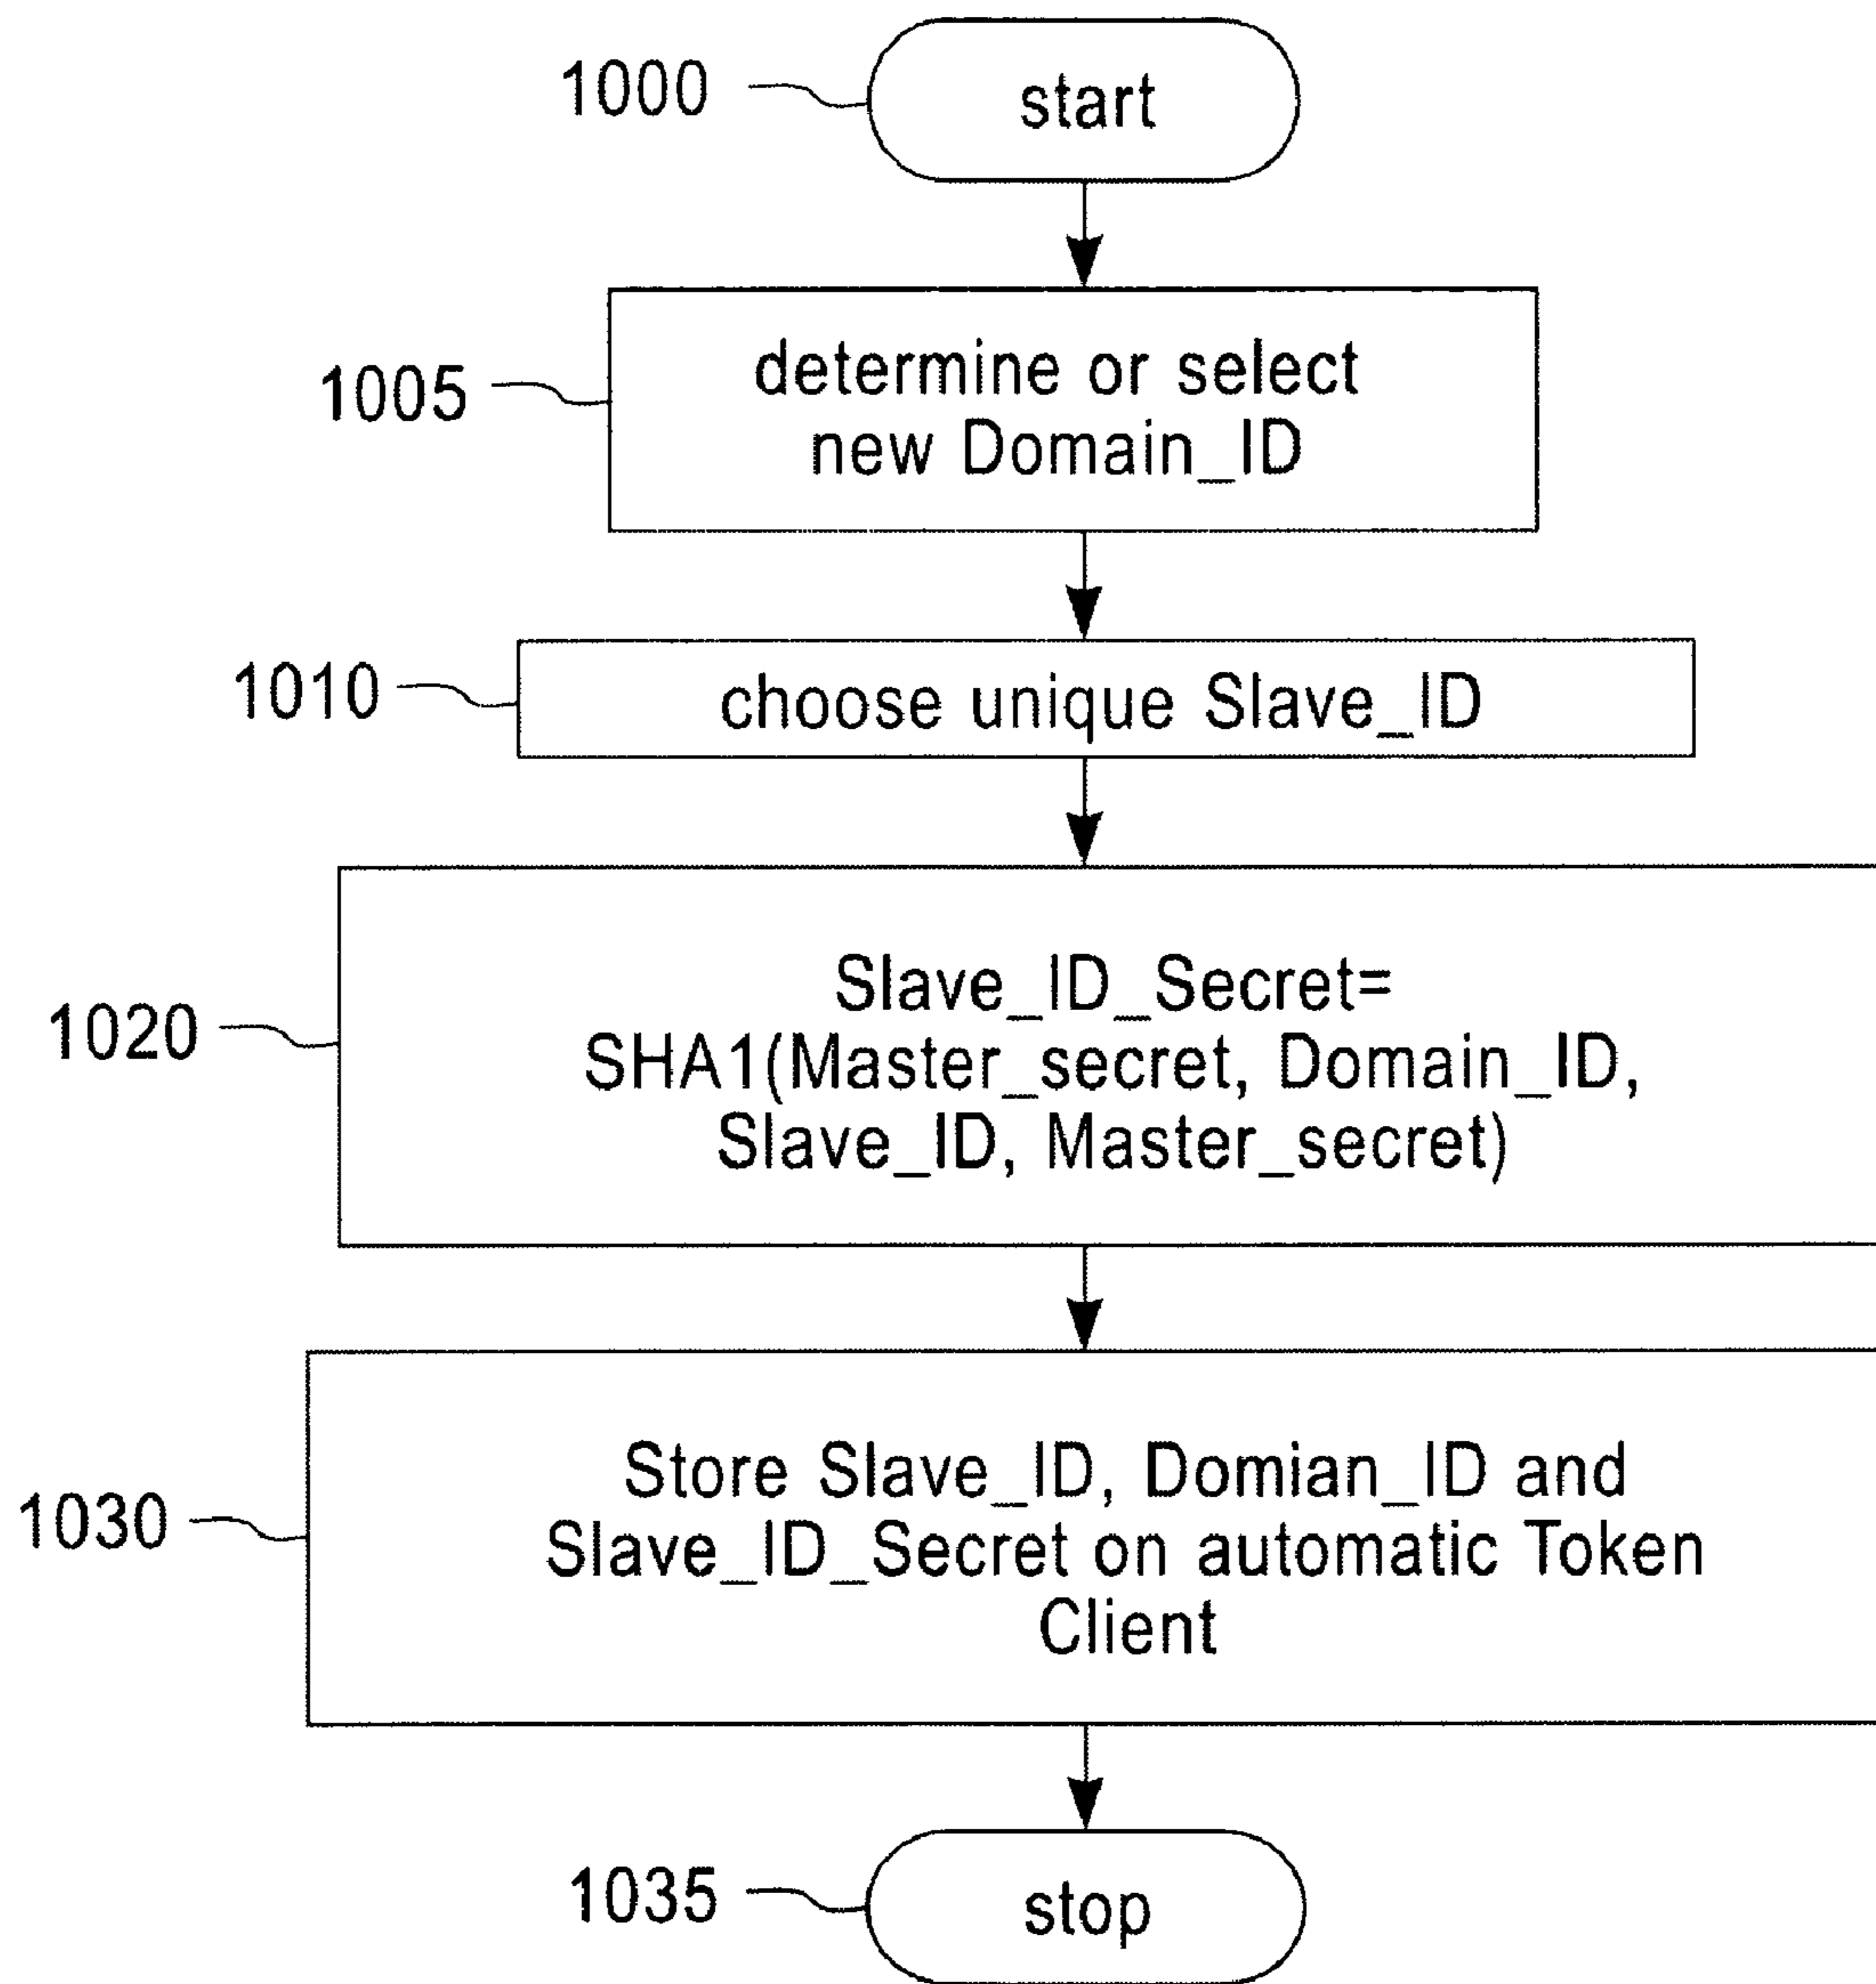 1000
start
1005
determine or select
new Domain_ID
1010
choose unique Slave_ID
1020
Slave_ID_Secret=
SHA1(Master_secret, Domain_ID,
Slave_ID, Master_secret)
1030
Store Slave_ID, Domian_ID and
Slave_ID_Secret on automatic Token
Client
1035
stop